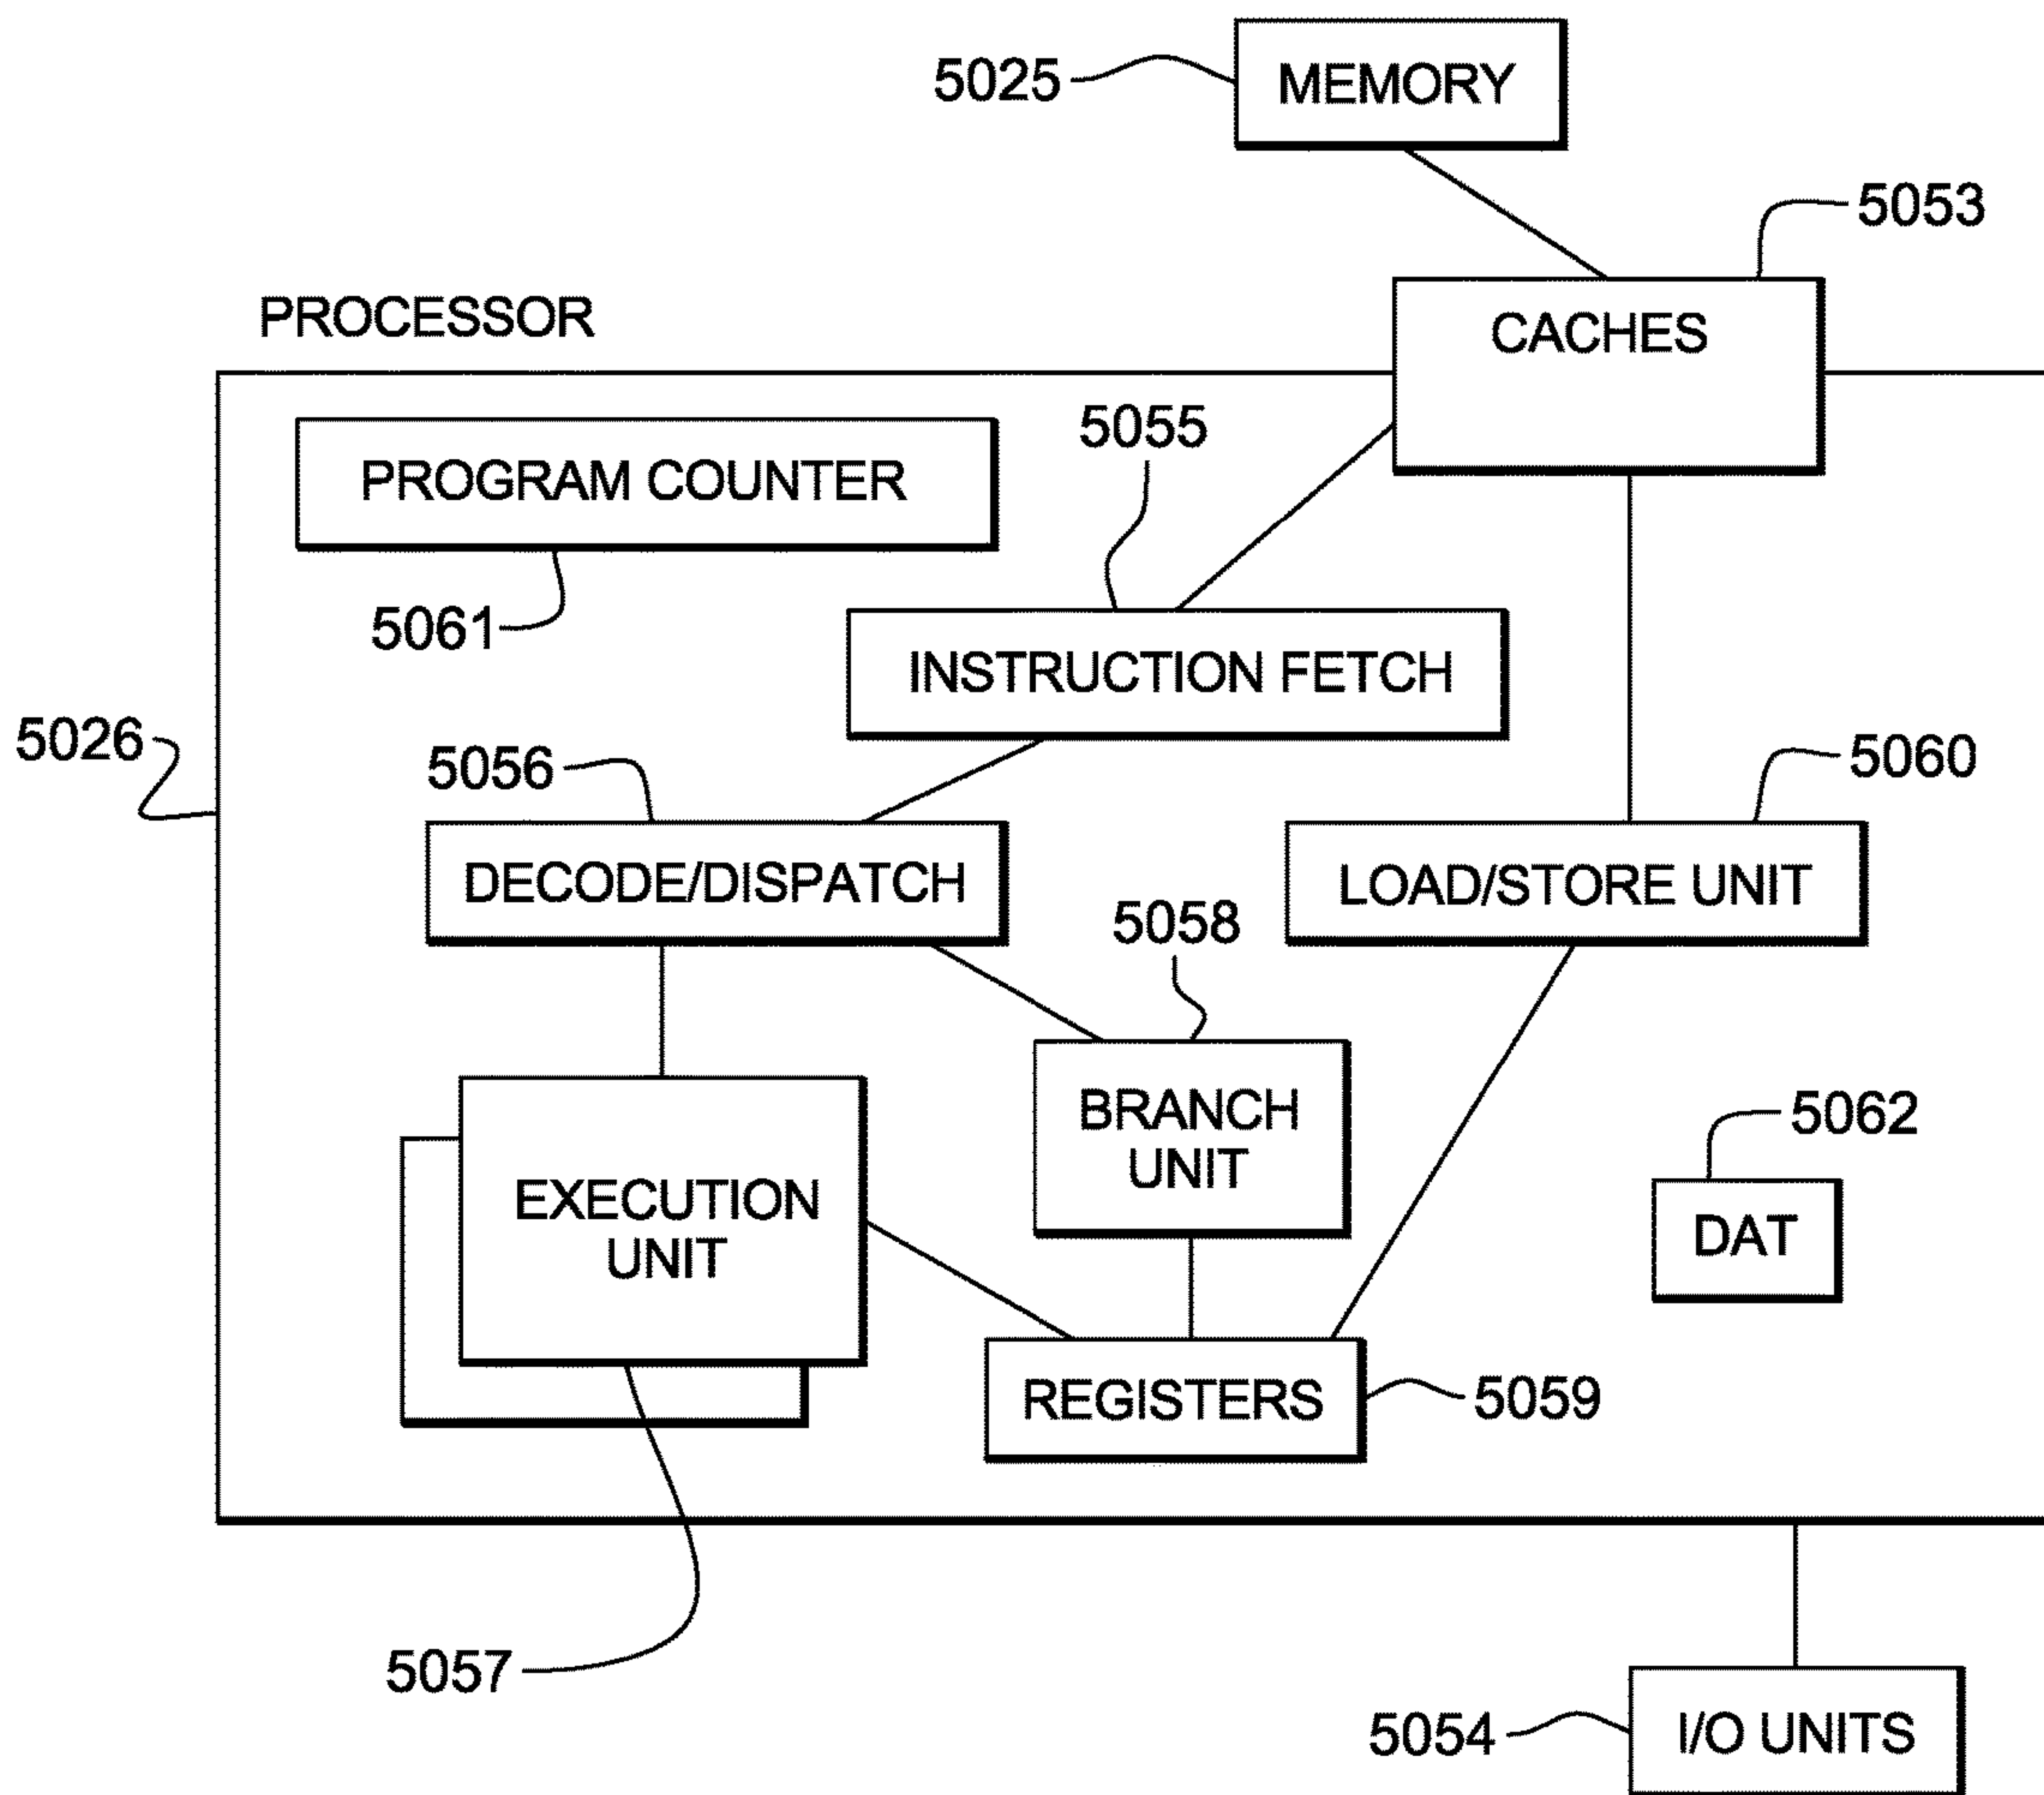 MEMORY
5025
5053
CACHES
PROCESSOR
5055
PROGRAM COUNTER
5061
INSTRUCTION FETCH
5026
5056
5060
DECODE/DISPATCH
LOAD/STORE UNIT
5058
BRANCH
UNIT
5062
EXECUTION
UNIT
DAT
REGISTERS
5059
5057
5054
I/O UNITS